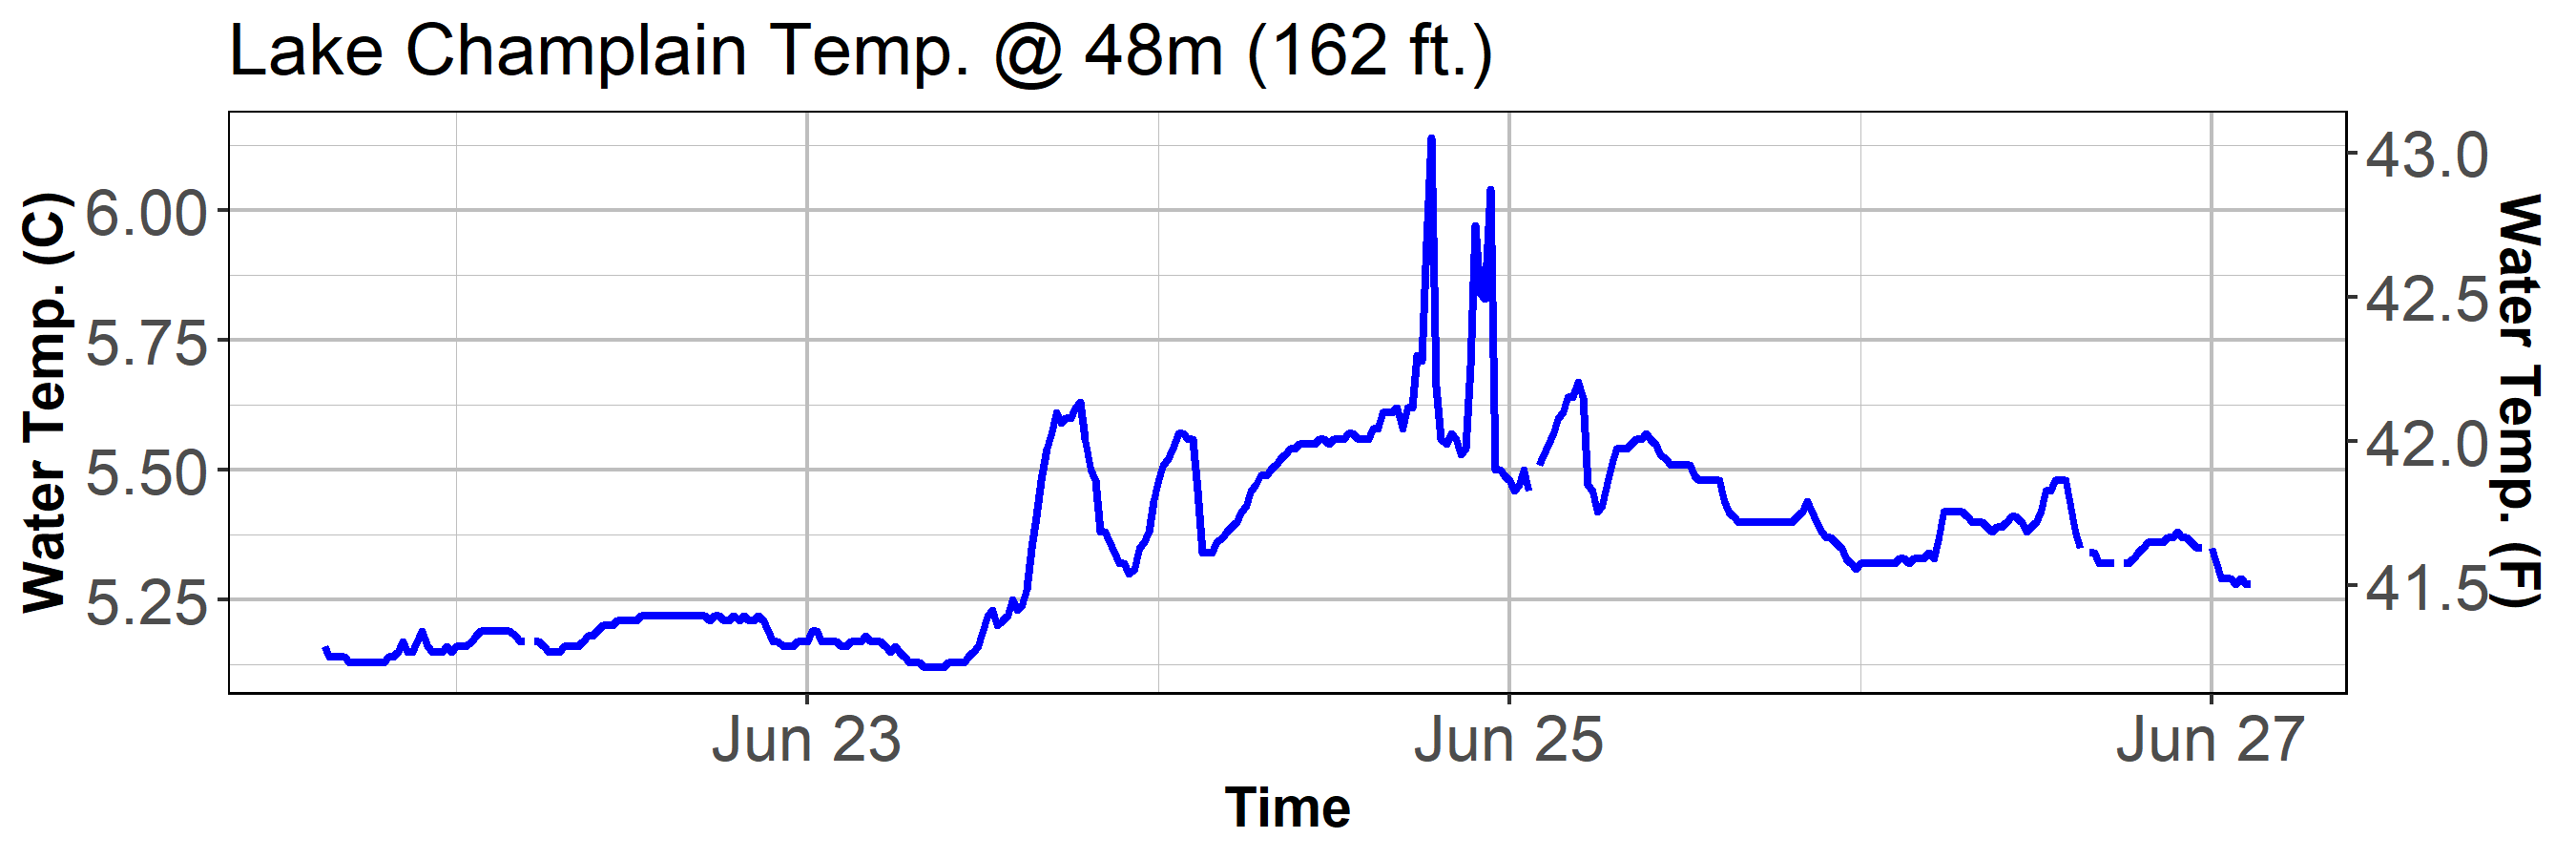 Lake Champlain Temp. @ 48m (162 ft.)
Water Temp. (C)
6.00
5.75
5.50
5.25
43.0
42.5
42.0
41.5
Water Temp. (F)
Jun 23
Jun 25
Jun 27
Time